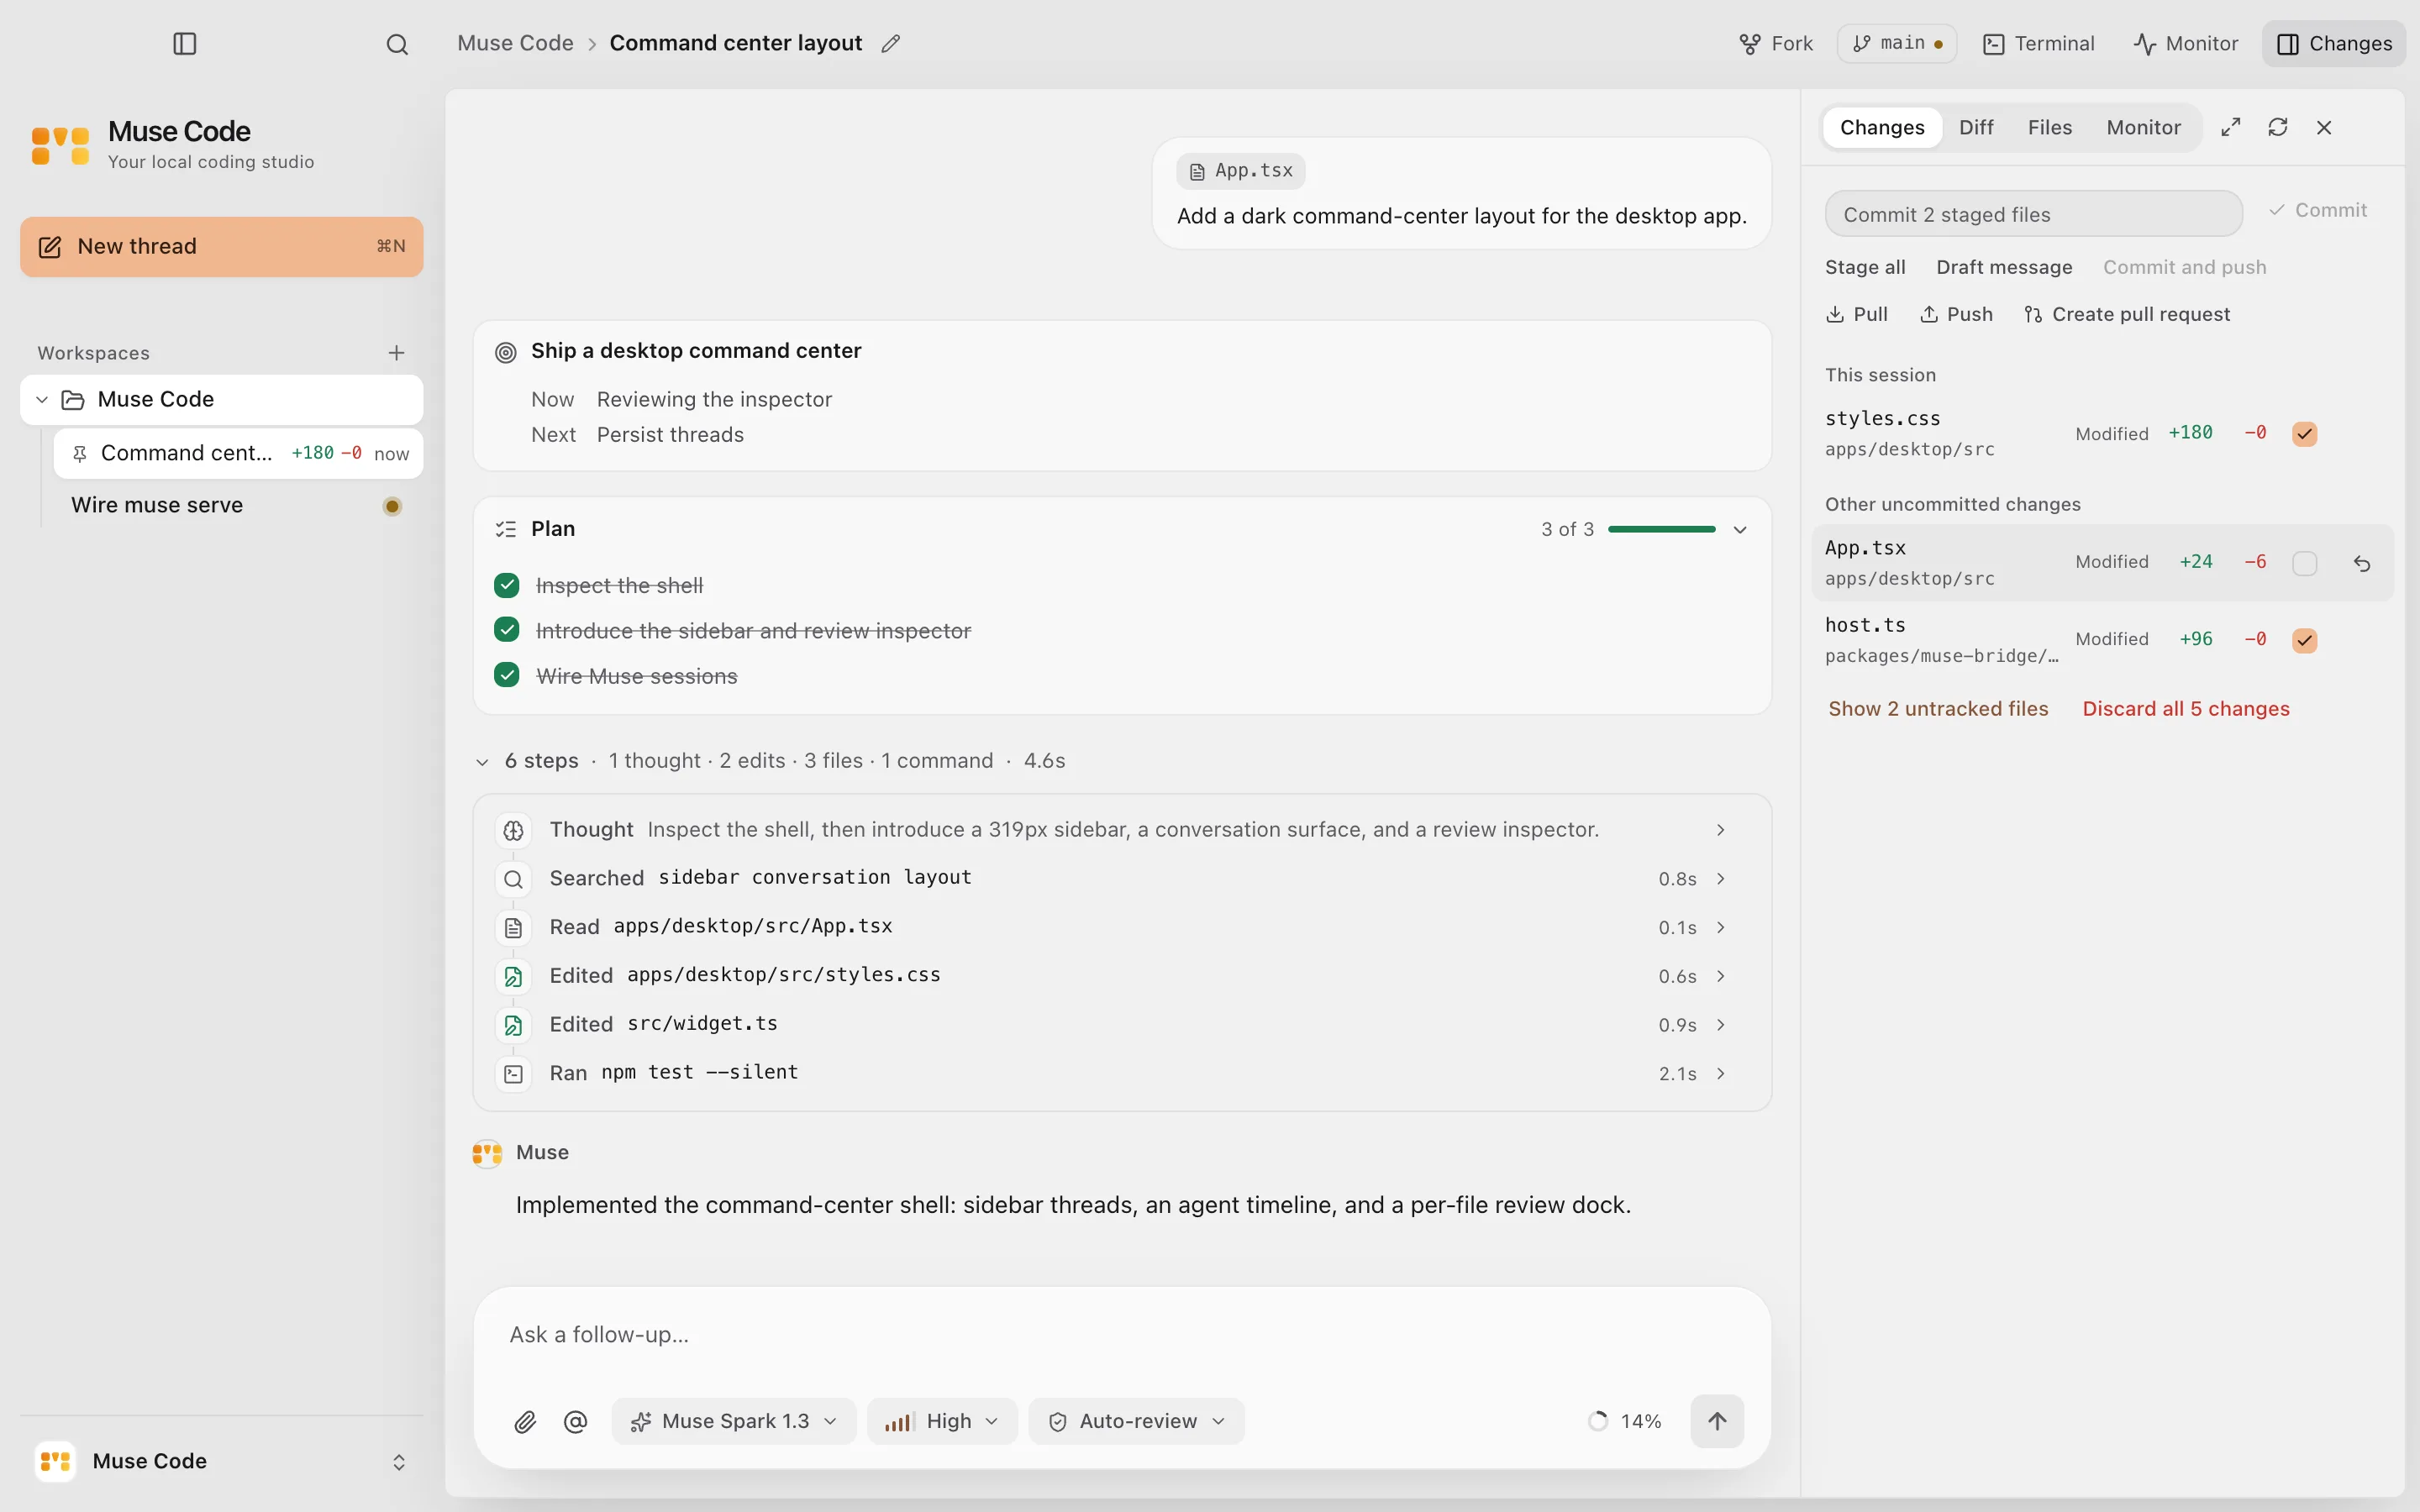 Muse Code
Your local coding studio
New thread ⌘N
Workspaces
Muse Code
Command cent... +180 −0 now
Wire muse serve
Muse Code
Muse Code › Command center layout
Fork main Terminal Monitor Changes
App.tsx
Add a dark command-center layout for the desktop app.
Ship a desktop command center
Now Reviewing the inspector
Next Persist threads
Plan 3 of 3
Inspect the shell
Introduce the sidebar and review inspector
Wire Muse sessions
6 steps · 1 thought · 2 edits · 3 files · 1 command · 4.6s
Thought Inspect the shell, then introduce a 319px sidebar, a conversation surface, and a review inspector.
Searched sidebar conversation layout 0.8s
Read apps/desktop/src/App.tsx 0.1s
Edited apps/desktop/src/styles.css 0.6s
Edited src/widget.ts 0.9s
Ran npm test --silent 2.1s
Muse
Implemented the command-center shell: sidebar threads, an agent timeline, and a per-file review dock.
Ask a follow-up...
Muse Spark 1.3 High Auto-review 14%
Changes Diff Files Monitor
Commit 2 staged files Commit
Stage all Draft message Commit and push
Pull Push Create pull request
This session
styles.css Modified +180 −0
apps/desktop/src
Other uncommitted changes
App.tsx Modified +24 −6
apps/desktop/src
host.ts Modified +96 −0
packages/muse-bridge/…
Show 2 untracked files Discard all 5 changes